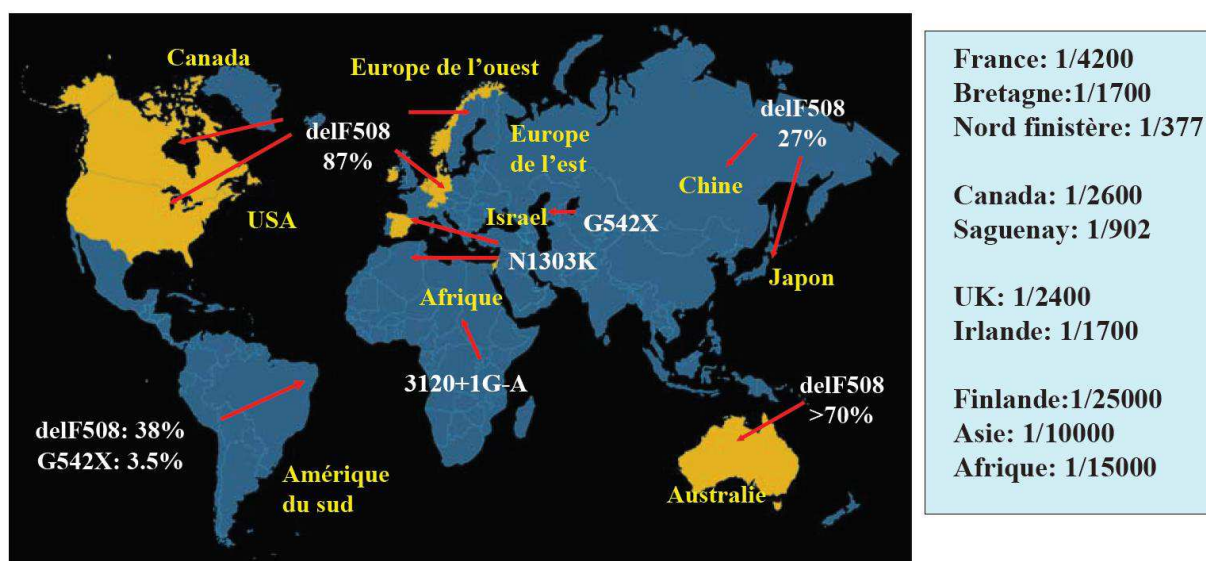 Canada
Europe de l'ouest
delF508
87%
Europe
de l'est
delF508
27%
Chine
USA
Israel
G542X
N1303K
Japon
Afrique
3120+1G-A
delF508
>70%
delF508: 38%
G542X: 3.5%
Amérique
du sud
Australie
France: 1/4200
Bretagne:1/1700
Nord finistère: 1/377
Canada: 1/2600
Saguenay: 1/902
UK: 1/2400
Irlande: 1/1700
Finlande:1/25000
Asie: 1/10000
Afrique: 1/15000